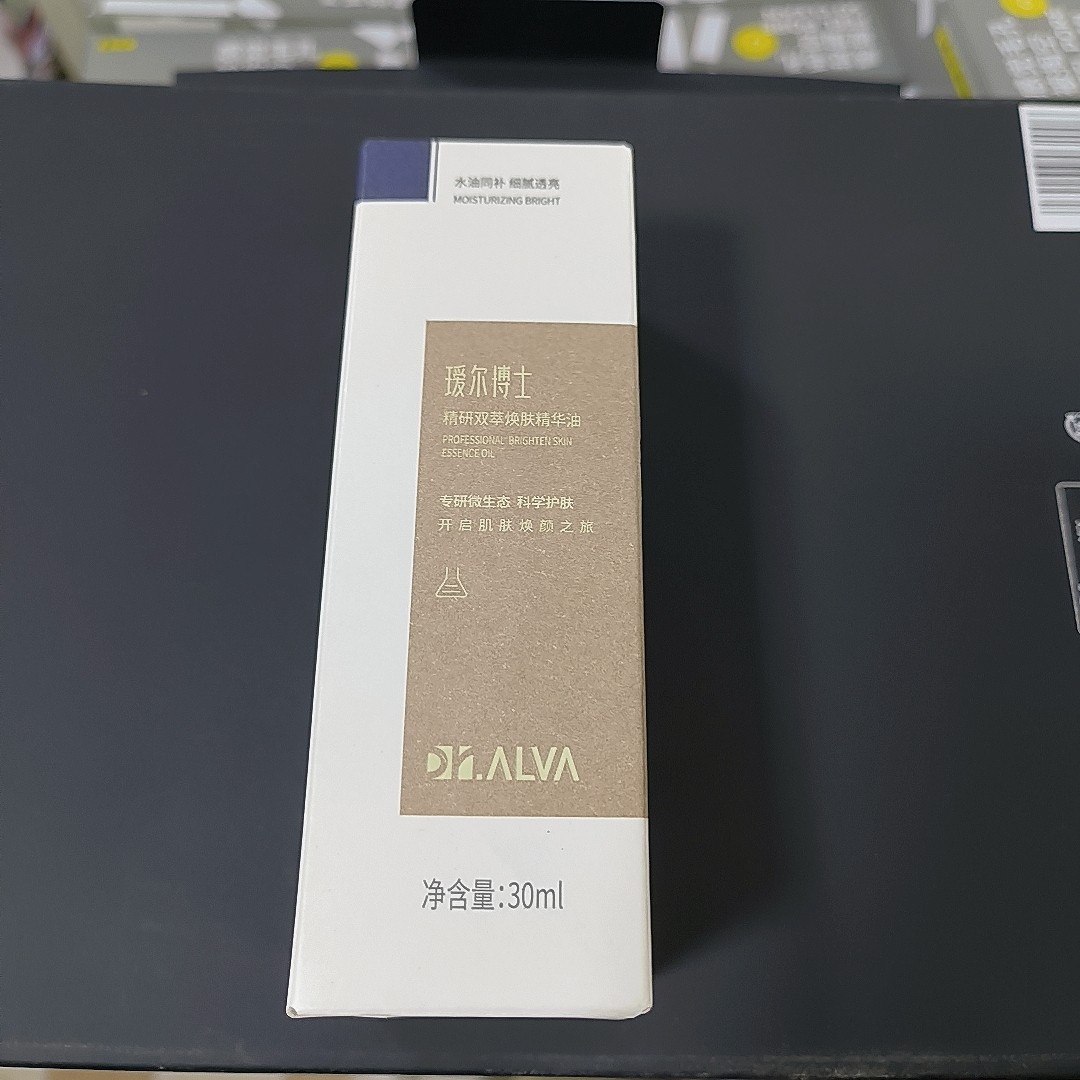 水油同补 细腻透亮
MOISTURIZING BRIGHT
瑷尔博士
精研双萃焕肤精华油
PROFESSIONAL BRIGHTEN SKIN
ESSENCE OIL
专研微生态 科学护肤
开启肌肤焕颜之旅
DR.ALVA
净含量:30ml